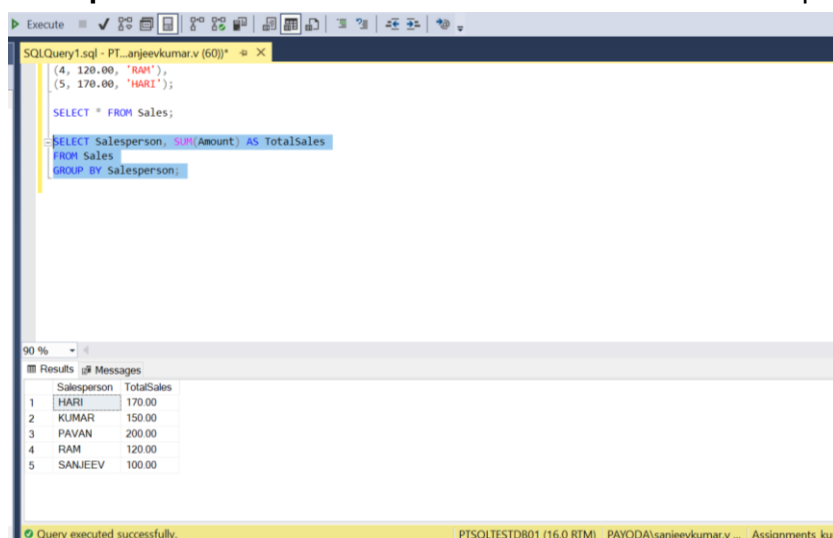 Execute
SQLQuery1.sql - PT...anjeevkumar.v (60))*
(4, 120.00, 'RAM'),
(5, 170.00, 'HARI');
SELECT * FROM Sales;
SELECT Salesperson, SUM(Amount) AS TotalSales
FROM Sales
GROUP BY Salesperson;
90 %
Results Messages
Salesperson TotalSales
1 HARI 170.00
2 KUMAR 150.00
3 PAVAN 200.00
4 RAM 120.00
5 SANJEEV 100.00
Query executed successfully. PTSQLTESTDB01 (16.0 RTM) PAYODA\sanjeevkumar.v ... Assignments_ku